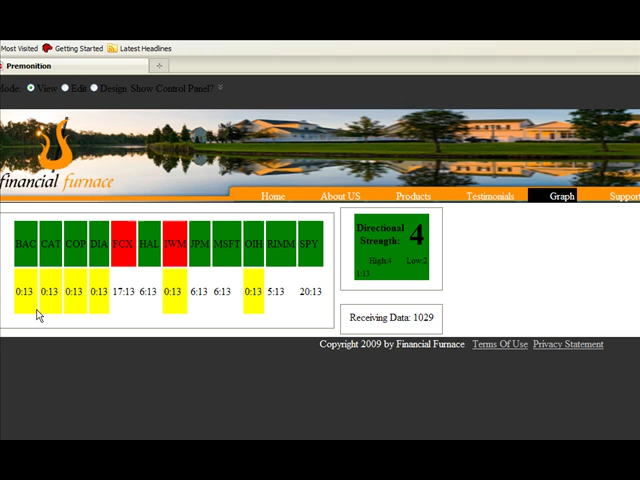 Most Visited Getting Started Latest Headlines
Premonition
Mode: View Edit Design Show Control Panel?
financial furnace
Home About US Products Testimonials Graph Support
BAC CAT COP DIA FCX HAL IWM JPM MSFT OIH RIMM SPY
0:13 0:13 0:13 0:13 17:13 6:13 0:13 6:13 6:13 0:13 5:13 20:13
Directional Strength: 4
High:4 Low:2
1:13
Receiving Data: 1029
Copyright 2009 by Financial Furnace Terms Of Use Privacy Statement